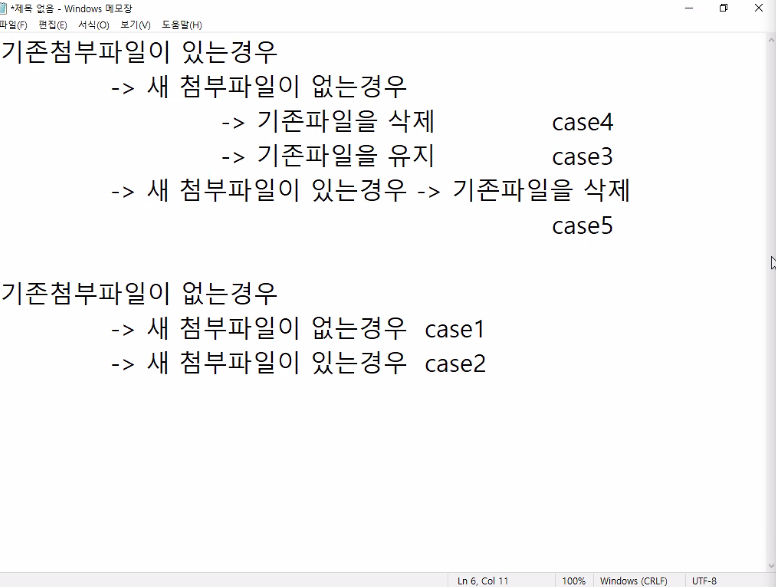 *제목 없음 - Windows 메모장
파일(F) 편집(E) 서식(O) 보기(V) 도움말(H)
기존첨부파일이 있는경우
-> 새 첨부파일이 없는경우
-> 기존파일을 삭제 case4
-> 기존파일을 유지 case3
-> 새 첨부파일이 있는경우 -> 기존파일을 삭제
case5
기존첨부파일이 없는경우
-> 새 첨부파일이 없는경우 case1
-> 새 첨부파일이 있는경우 case2
Ln 6, Col 11 100% Windows (CRLF) UTF-8